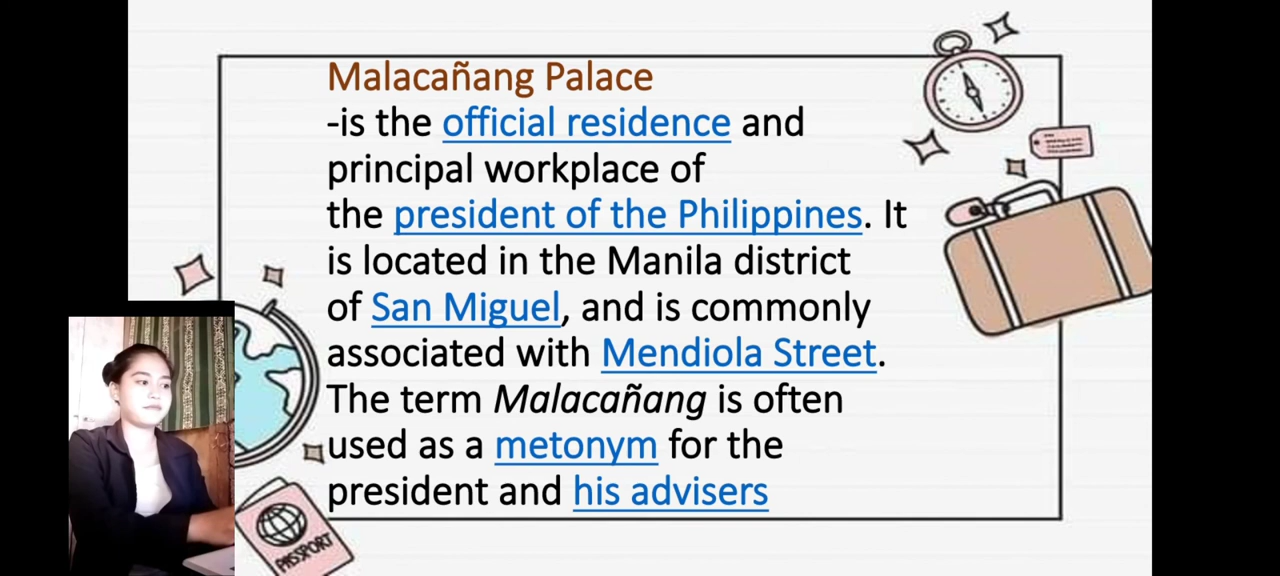 Malacañang Palace
-is the official residence and
principal workplace of
the president of the Philippines. It
is located in the Manila district
of San Miguel, and is commonly
associated with Mendiola Street.
The term Malacañang is often
used as a metonym for the
president and his advisers
PASSPORT